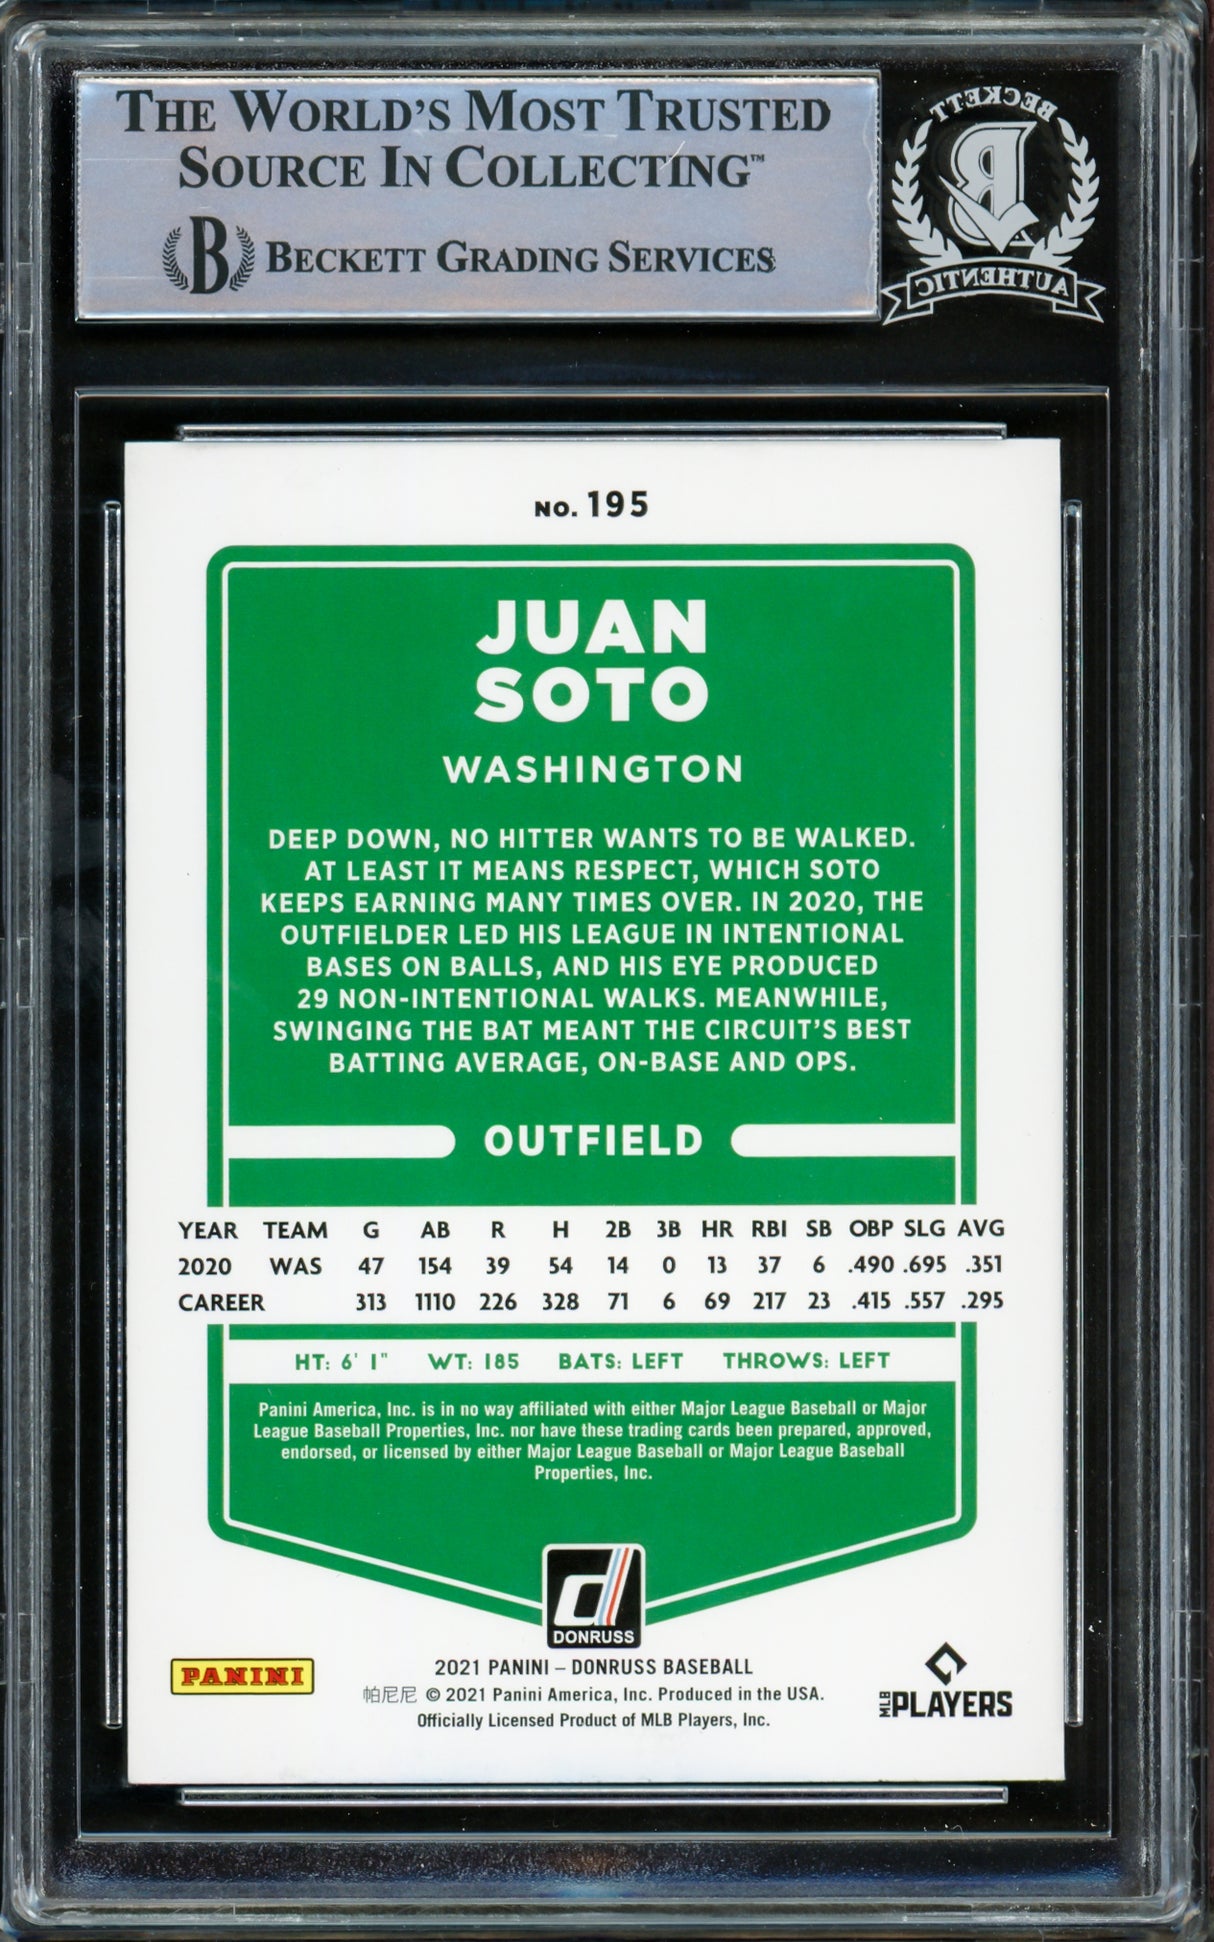 THE WORLD'S MOST TRUSTED
SOURCE IN COLLECTING™
B BECKETT GRADING SERVICES
BECKETT
B
AUTHENTIC
NO. 195
JUAN
SOTO
WASHINGTON
DEEP DOWN, NO HITTER WANTS TO BE WALKED.
AT LEAST IT MEANS RESPECT, WHICH SOTO
KEEPS EARNING MANY TIMES OVER. IN 2020, THE
OUTFIELDER LED HIS LEAGUE IN INTENTIONAL
BASES ON BALLS, AND HIS EYE PRODUCED
29 NON-INTENTIONAL WALKS. MEANWHILE,
SWINGING THE BAT MEANT THE CIRCUIT'S BEST
BATTING AVERAGE, ON-BASE AND OPS.
OUTFIELD
YEAR TEAM G AB R H 2B 3B HR RBI SB OBP SLG AVG
2020 WAS 47 154 39 54 14 0 13 37 6 .490 .695 .351
CAREER 313 1110 226 328 71 6 69 217 23 .415 .557 .295
HT: 6' 1" WT: 185 BATS: LEFT THROWS: LEFT
Panini America, Inc. is in no way affiliated with either Major League Baseball or Major
League Baseball Properties, Inc. nor have these trading cards been prepared, approved,
endorsed, or licensed by either Major League Baseball or Major League Baseball
Properties, Inc.
d
DONRUSS
PANINI
2021 PANINI – DONRUSS BASEBALL
帕尼尼 © 2021 Panini America, Inc. Produced in the USA.
Officially Licensed Product of MLB Players, Inc.
MLB PLAYERS